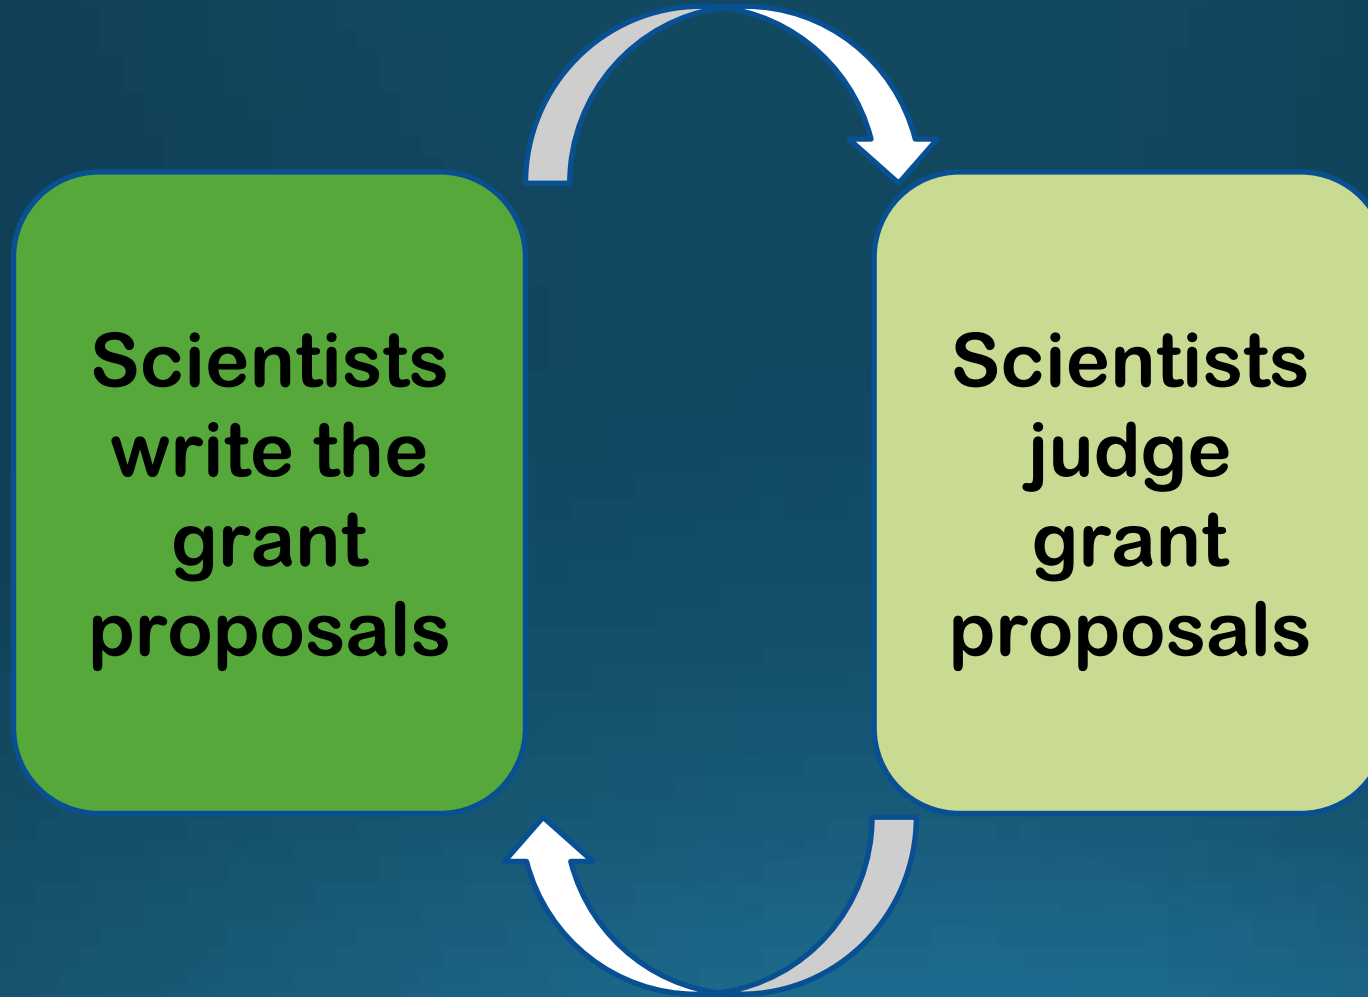 Scientists
write the
grant
proposals
Scientists
judge
grant
proposals